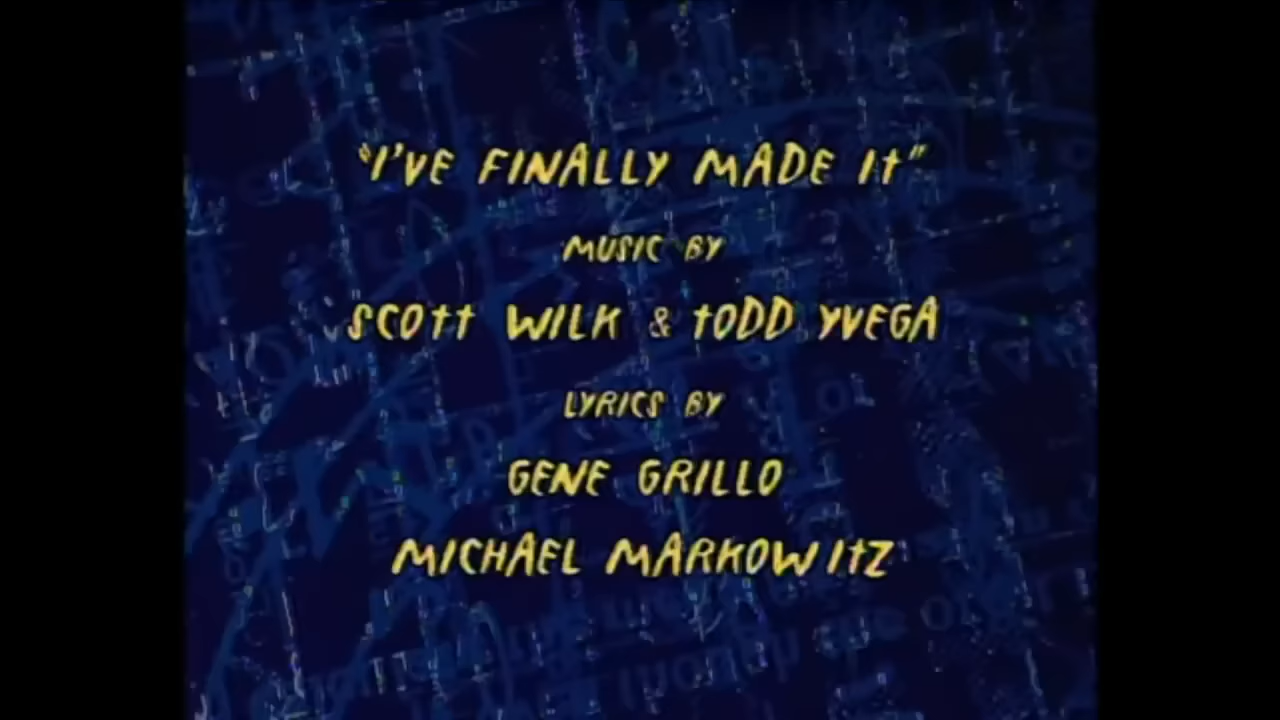 "I'VE FINALLY MADE It"
MUSIC BY
SCOtt WILK & tODD YVEGA
LYRICS BY
GENE GRILLO
MICHAEL MARKOWItZ